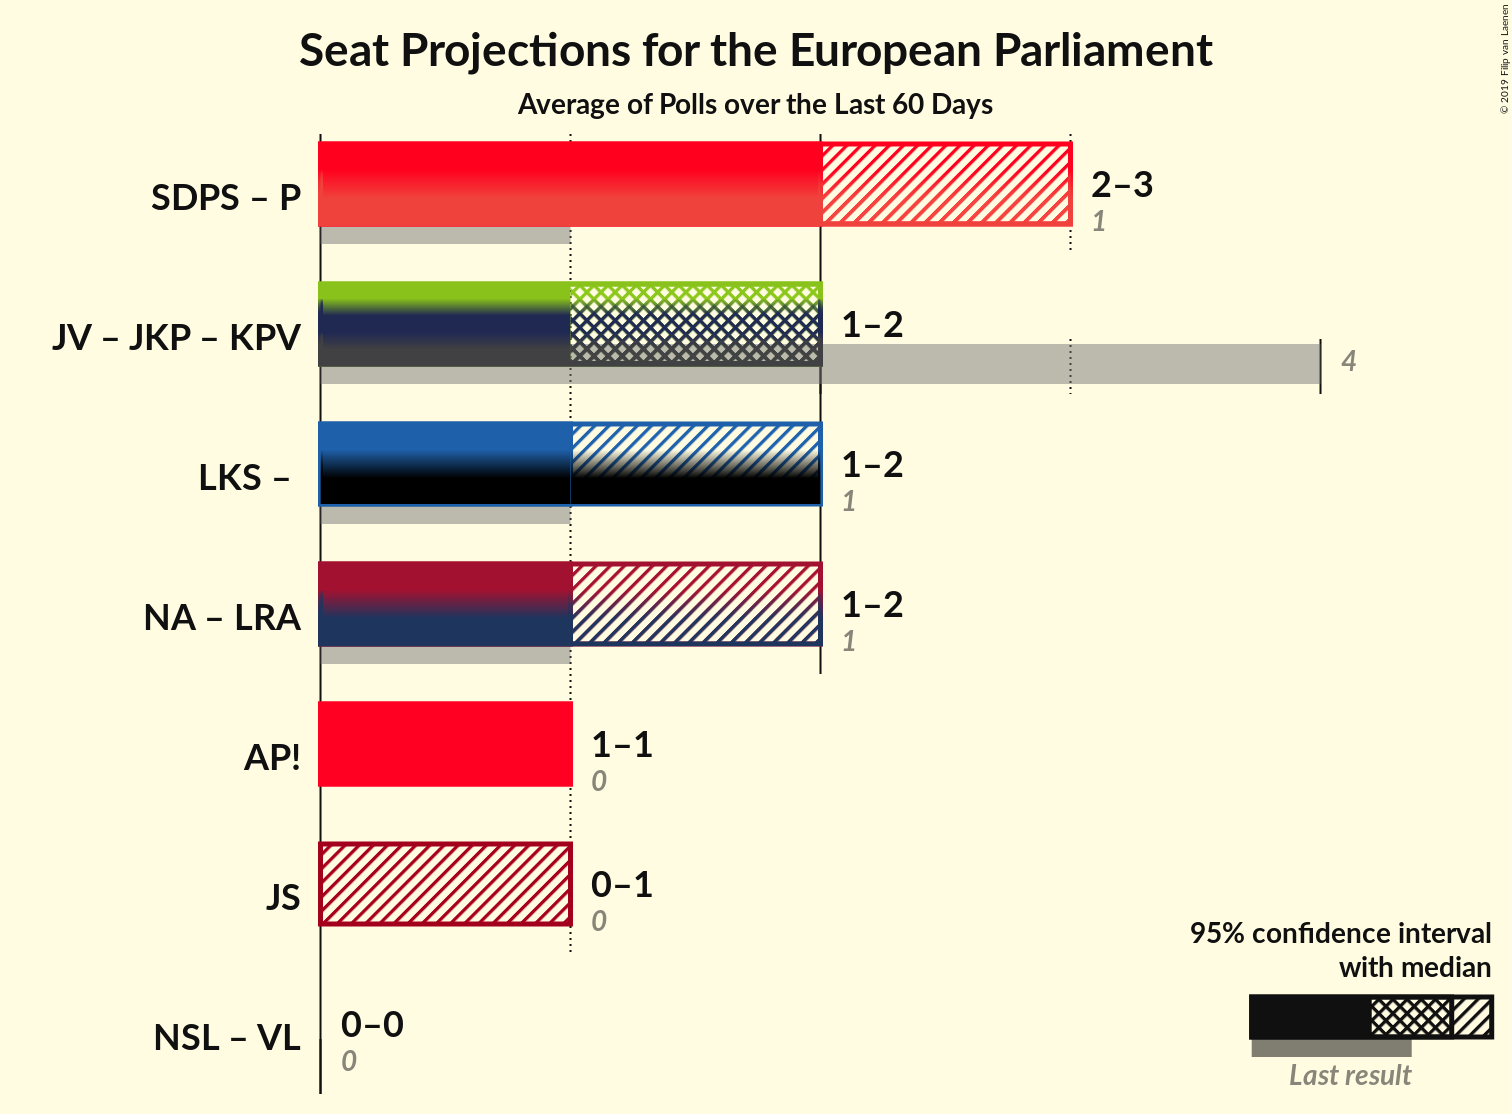 Seat Projections for the European Parliament
Average of Polls over the Last 60 Days
© 2019 Filip van Laenen
SDPS – P
2–3
1
JV – JKP – KPV
1–2
4
LKS –
1–2
1
NA – LRA
1–2
1
AP!
1–1
0
JS
0–1
0
NSL – VL
0–0
0
95% confidence interval
with median
Last result